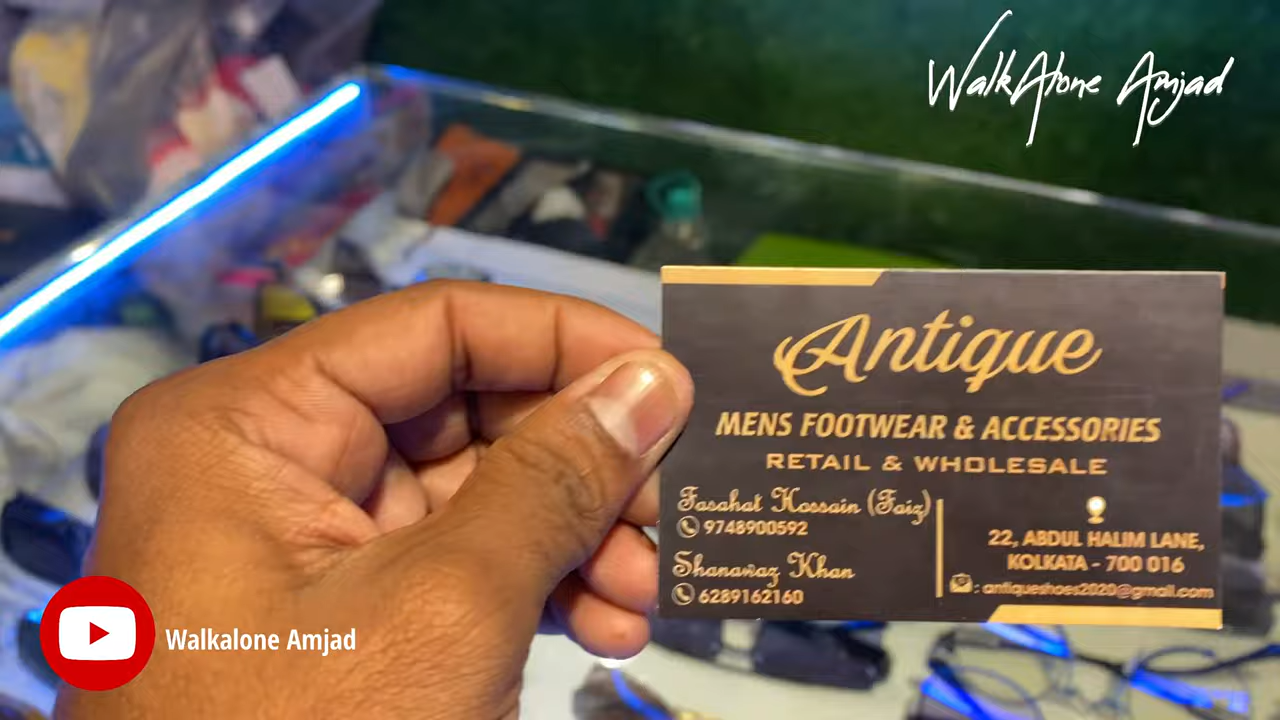 WalkAlone Amjad
Antique
MENS FOOTWEAR & ACCESSORIES
RETAIL & WHOLESALE
Fasahat Hossain (Faiz)
9748900592
Shanawaz Khan
6289162160
22, ABDUL HALIM LANE,
KOLKATA - 700 016
: antiqueshoes2020@gmail.com
Walkalone Amjad